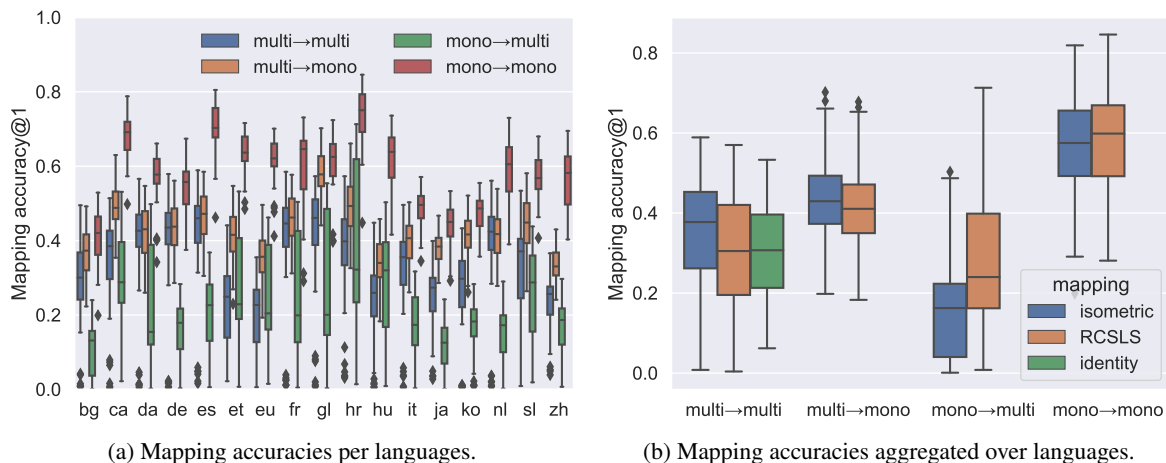 1.0
0.8
0.6
0.4
0.2
0.0
Mapping accuracy@1
multi→multi
multi→mono
mono→multi
mono→mono
bg ca da de es et eu fr gl hr hu it ja ko nl sl zh
(a) Mapping accuracies per languages.
0.8
0.6
0.4
0.2
0.0
Mapping accuracy@1
mapping
isometric
RCSLS
identity
multi→multi multi→mono mono→multi mono→mono
(b) Mapping accuracies aggregated over languages.